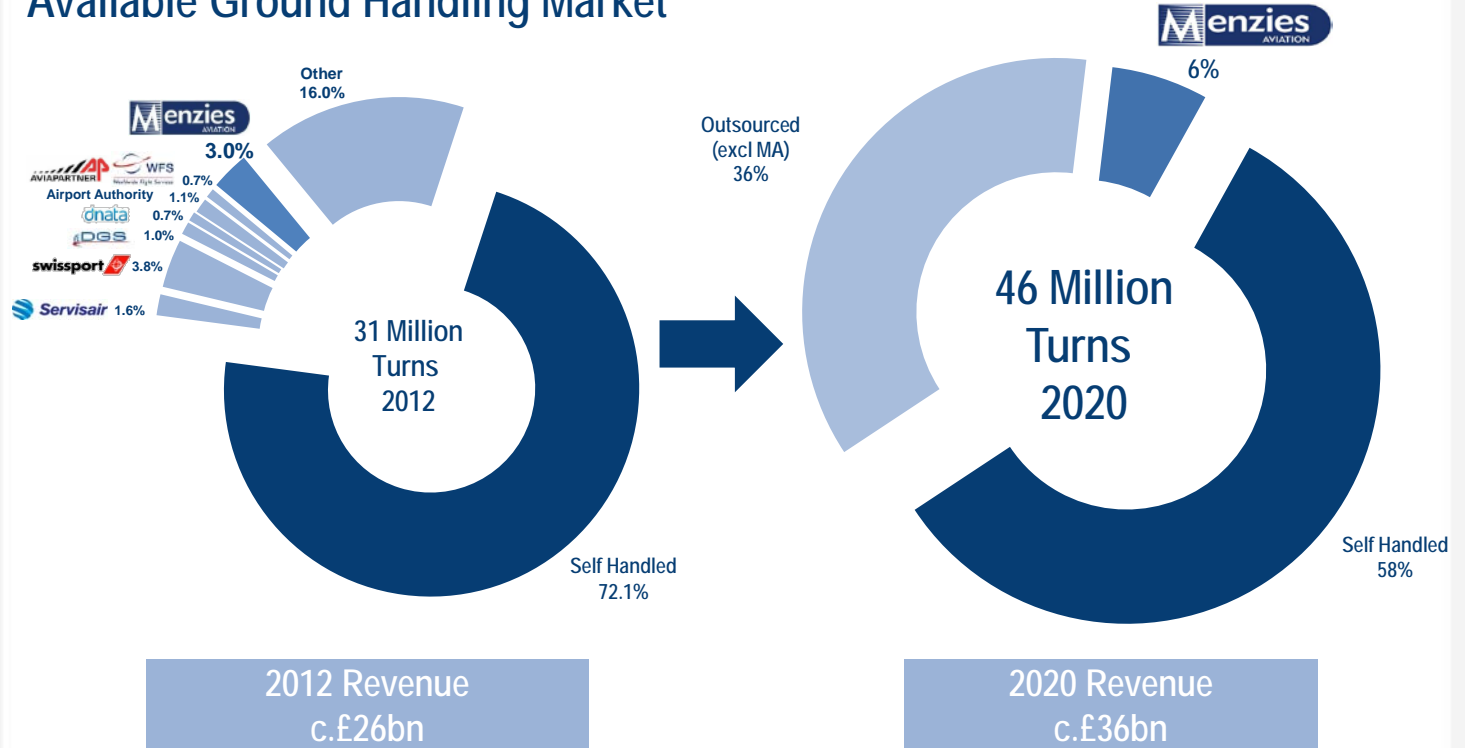 Available Ground Handling Market
Menzies
AVIATION
6%
Other
16.0%
Menzies
AVIATION
3.0%
AVIAPARTNER
WFS
Worldwide Flight Services
0.7%
Airport Authority 1.1%
dnata 0.7%
DGS 1.0%
swissport 3.8%
Servisair 1.6%
31 Million
Turns
2012
Self Handled
72.1%
2012 Revenue
c.£26bn
Outsourced
(excl MA)
36%
46 Million
Turns
2020
Self Handled
58%
2020 Revenue
c.£36bn